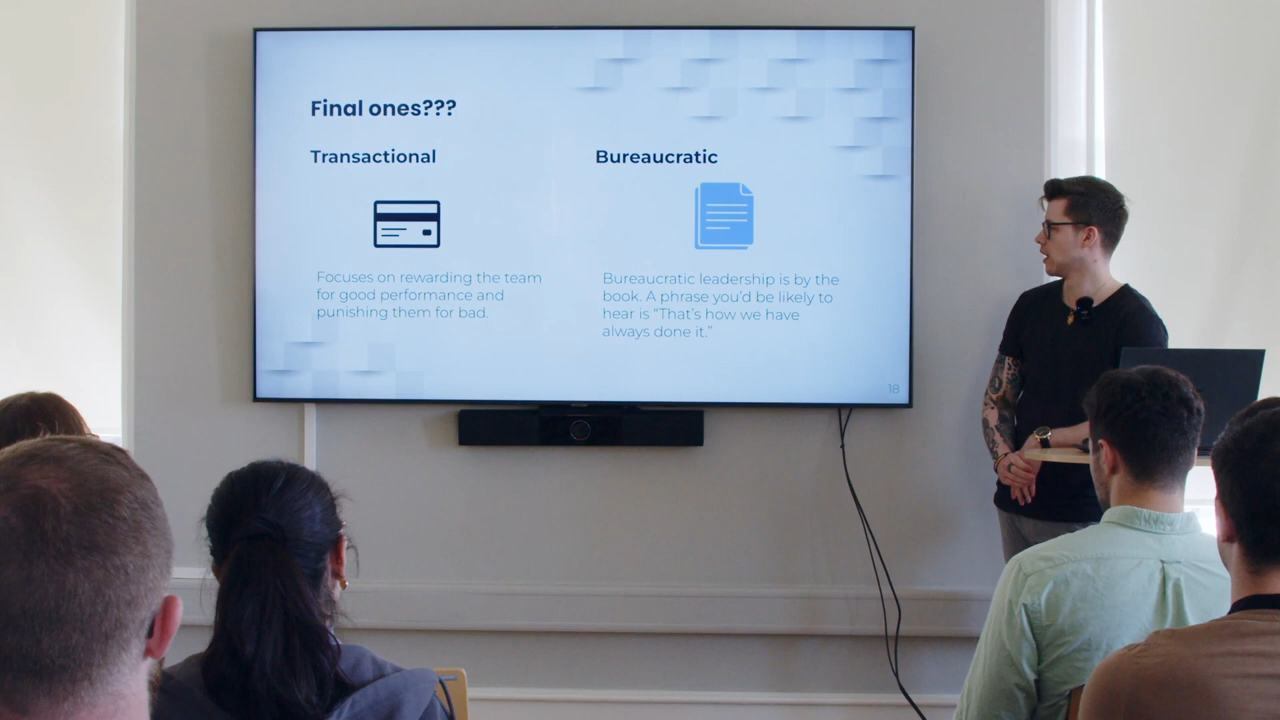 Final ones???
Transactional
Focuses on rewarding the team
for good performance and
punishing them for bad.
Bureaucratic
Bureaucratic leadership is by the
book. A phrase you'd be likely to
hear is "That's how we have
always done it."
18